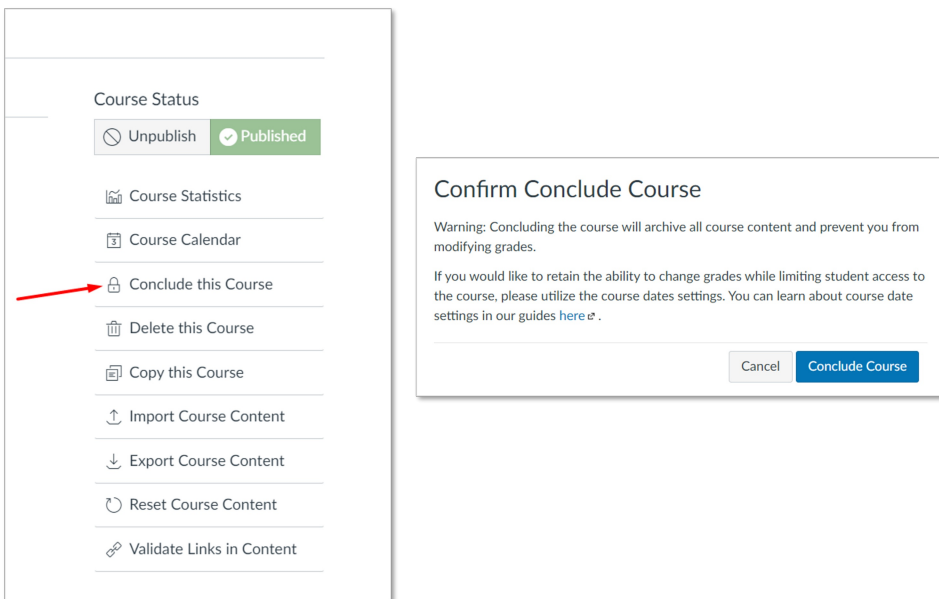 Course Status
Unpublish Published
Course Statistics
3 Course Calendar
Conclude this Course
Delete this Course
Copy this Course
Import Course Content
Export Course Content
Reset Course Content
Validate Links in Content
Confirm Conclude Course
Warning: Concluding the course will archive all course content and prevent you from
modifying grades.
If you would like to retain the ability to change grades while limiting student access to
the course, please utilize the course dates settings. You can learn about course date
settings in our guides here .
Cancel Conclude Course